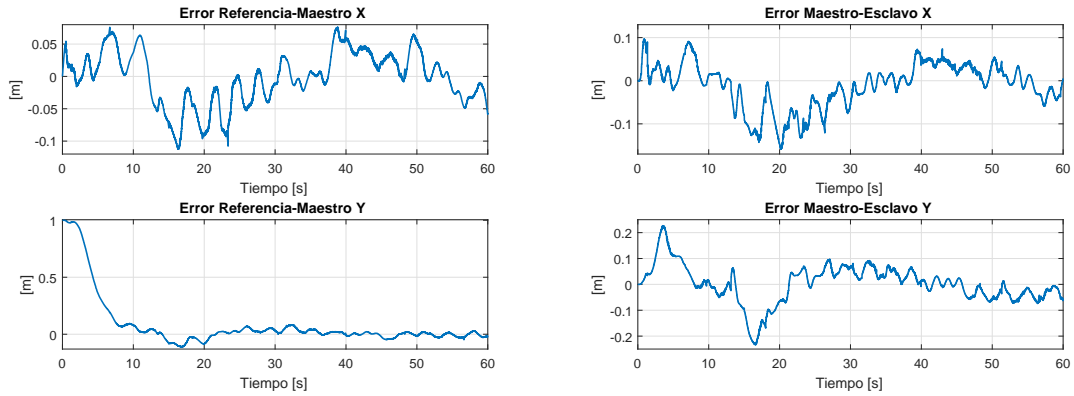 Error Referencia-Maestro X
0.05
0
-0.05
-0.1
[m]
0 10 20 30 40 50 60
Tiempo [s]
Error Maestro-Esclavo X
0.1
0
-0.1
[m]
0 10 20 30 40 50 60
Tiempo [s]
Error Referencia-Maestro Y
1
0.5
0
[m]
0 10 20 30 40 50 60
Tiempo [s]
Error Maestro-Esclavo Y
0.2
0.1
0
-0.1
-0.2
[m]
0 10 20 30 40 50 60
Tiempo [s]